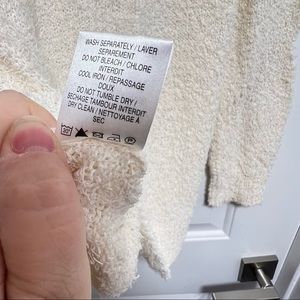 WASH SEPARATELY / LAVER
SEPAREMENT
DO NOT BLEACH / CHLORE
INTERDIT
COOL IRON / REPASSAGE
DOUX
DO NOT TUMBLE DRY /
SECHAGE TAMBOUR INTERDIT
DRY CLEAN / NETTOYAGE A
SEC